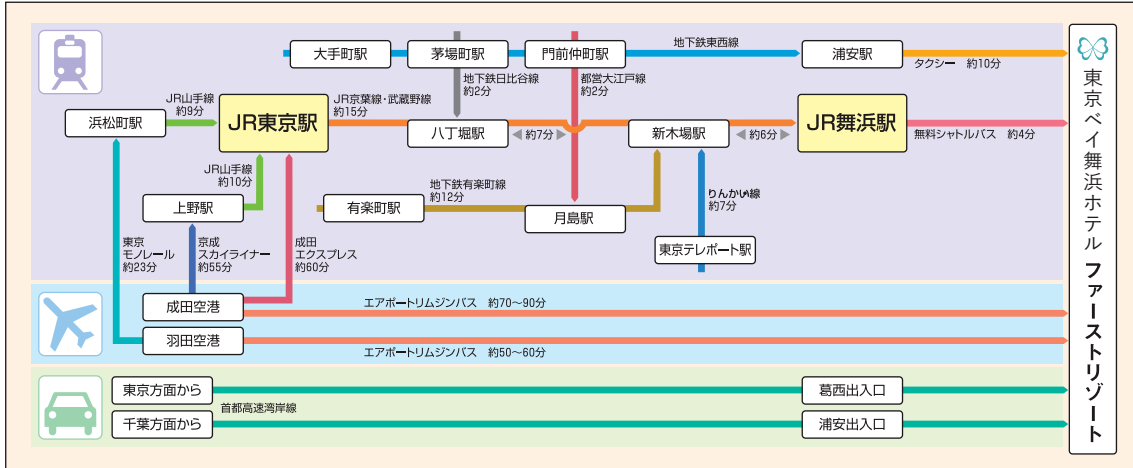 大手町駅
茅場町駅
門前仲町駅
地下鉄東西線
浦安駅
タクシー 約10分
地下鉄日比谷線
約2分
都営大江戸線
約2分
JR山手線
約9分
浜松町駅
JR東京駅
JR京葉線・武蔵野線
約15分
八丁堀駅
約7分
新木場駅
約6分
JR舞浜駅
無料シャトルバス 約4分
JR山手線
約10分
上野駅
有楽町駅
地下鉄有楽町線
約12分
月島駅
りんかい線
約7分
東京テレポート駅
東京
モノレール
約23分
京成
スカイライナー
約55分
成田
エクスプレス
約60分
成田空港
エアポートリムジンバス 約70～90分
羽田空港
エアポートリムジンバス 約50～60分
東京方面から
首都高速湾岸線
葛西出入口
千葉方面から
浦安出入口
東京ベイ舞浜ホテル ファーストリゾート